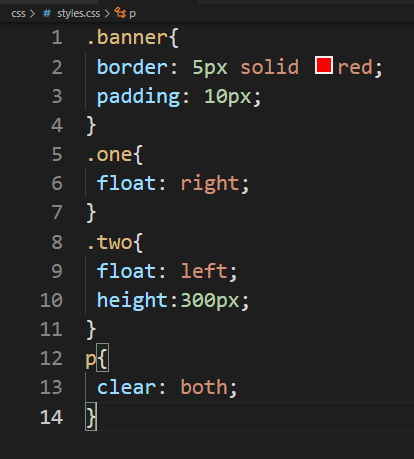 css > # styles.css > p
1 .banner{
2 border: 5px solid red;
3 padding: 10px;
4 }
5 .one{
6 float: right;
7 }
8 .two{
9 float: left;
10 height:300px;
11 }
12 p{
13 clear: both;
14 }